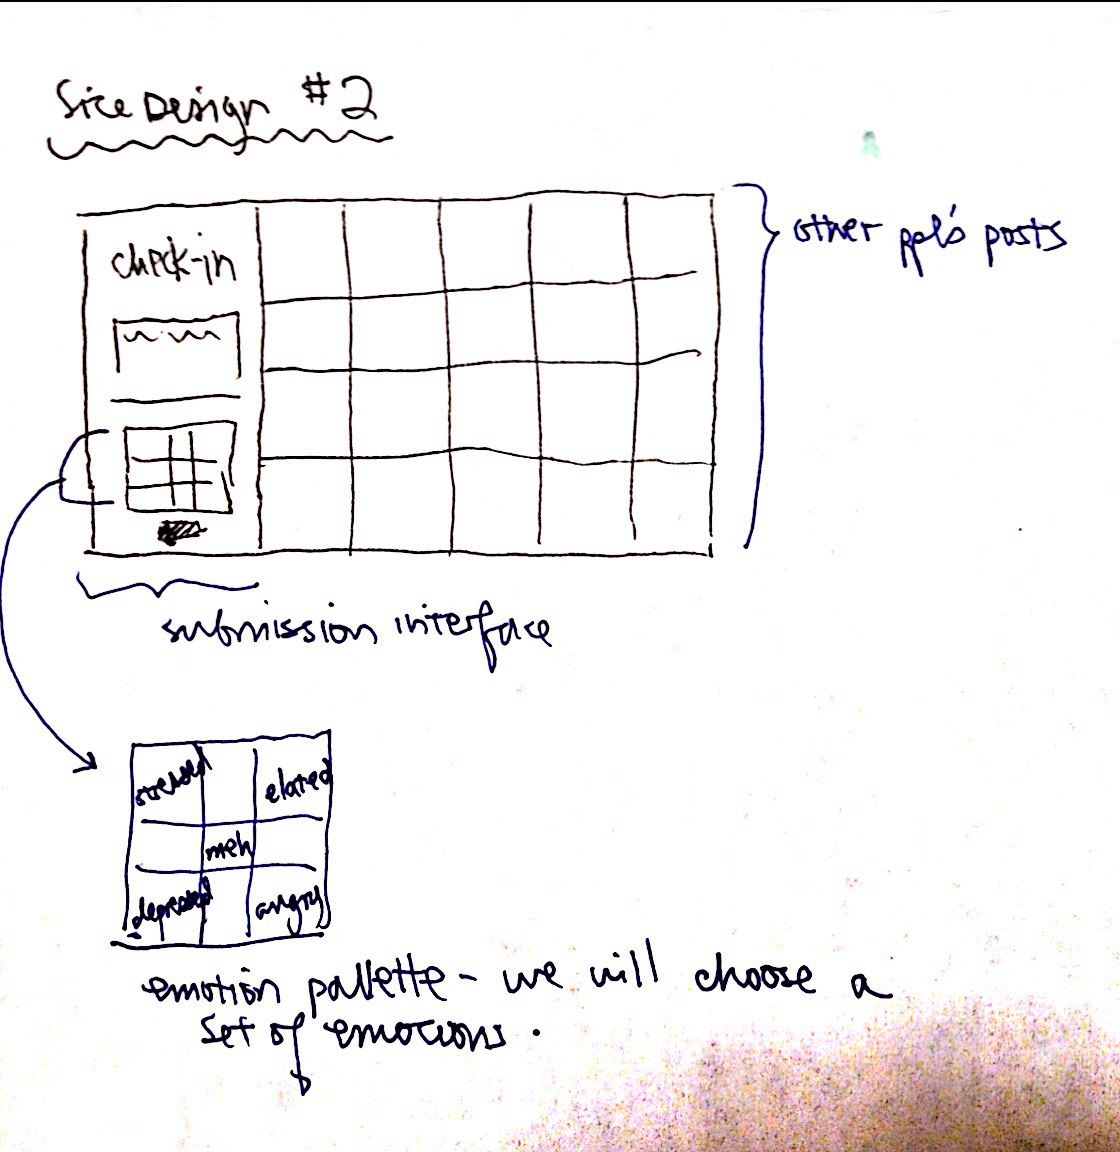 Site Design #2
check-in
other ppl's posts
submission interface
stressed
elated
meh
depressed
angry
emotion pallette - we will choose a
set of emotions.